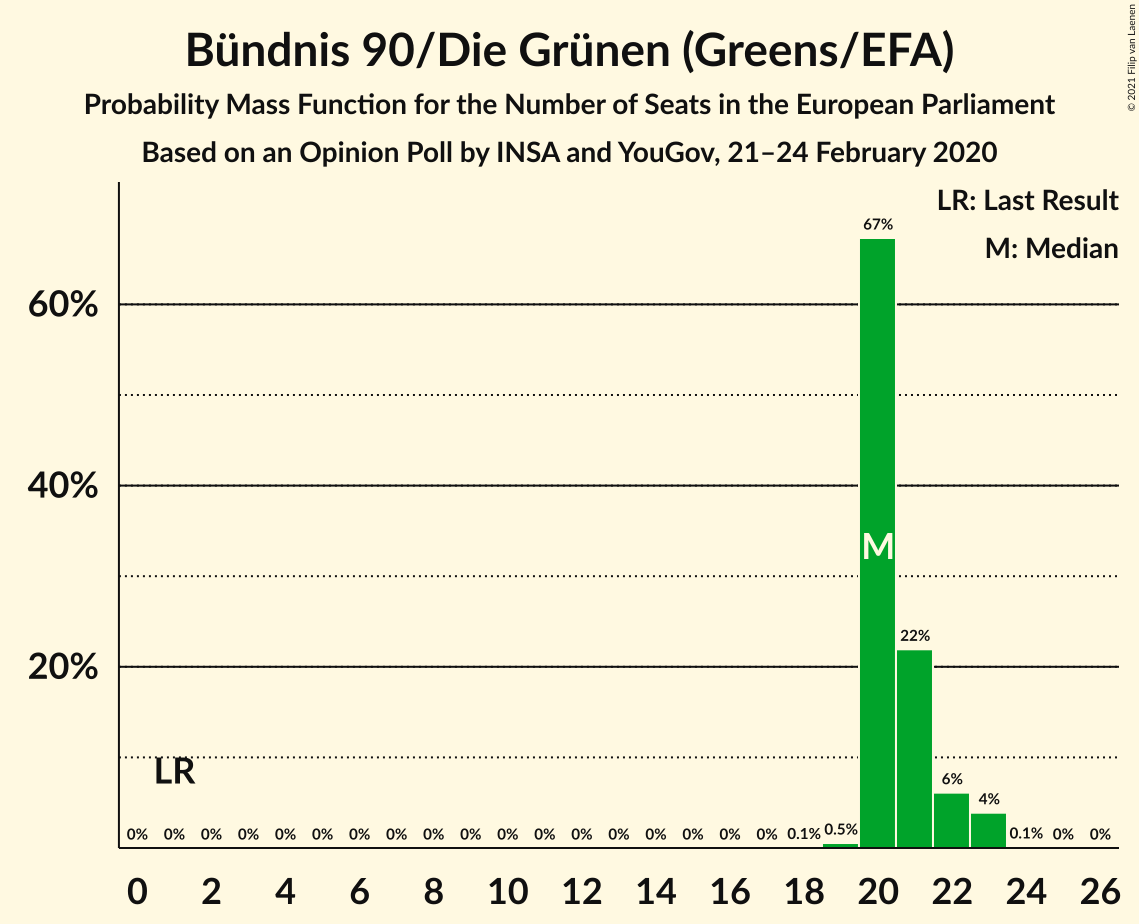 Bündnis 90/Die Grünen (Greens/EFA)
Probability Mass Function for the Number of Seats in the European Parliament
Based on an Opinion Poll by INSA and YouGov, 21–24 February 2020
© 2021 Filip van Laenen
LR: Last Result
M: Median
67%
60%
40%
M
22%
20%
LR
6%
4%
0% 0% 0% 0% 0% 0% 0% 0% 0% 0% 0% 0% 0% 0% 0% 0% 0% 0% 0.1% 0.5% 0.1% 0% 0%
0 2 4 6 8 10 12 14 16 18 20 22 24 26